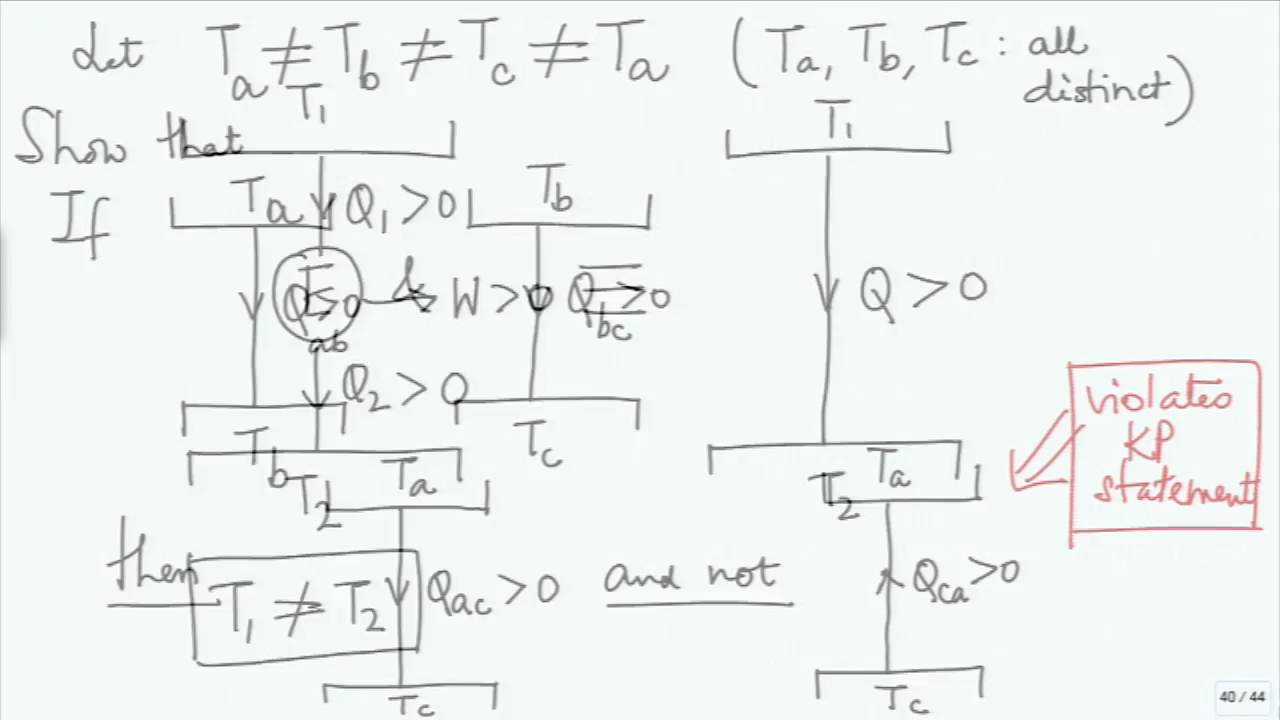 Let Ta ≠ Tb ≠ Tc ≠ Ta (Ta, Tb, Tc : all distinct)
T1
T1
Show that
If
Ta
Q1 > 0
Tb
Q > 0
ab
& W > 0
Qbc > 0
Q > 0
Q2 > 0
Tb
Tc
T2
Ta
T2
Ta
violates
KP
statement
then
T1 ≠ T2
Qac > 0
and not
Qca > 0
Tc
Tc
40 / 44